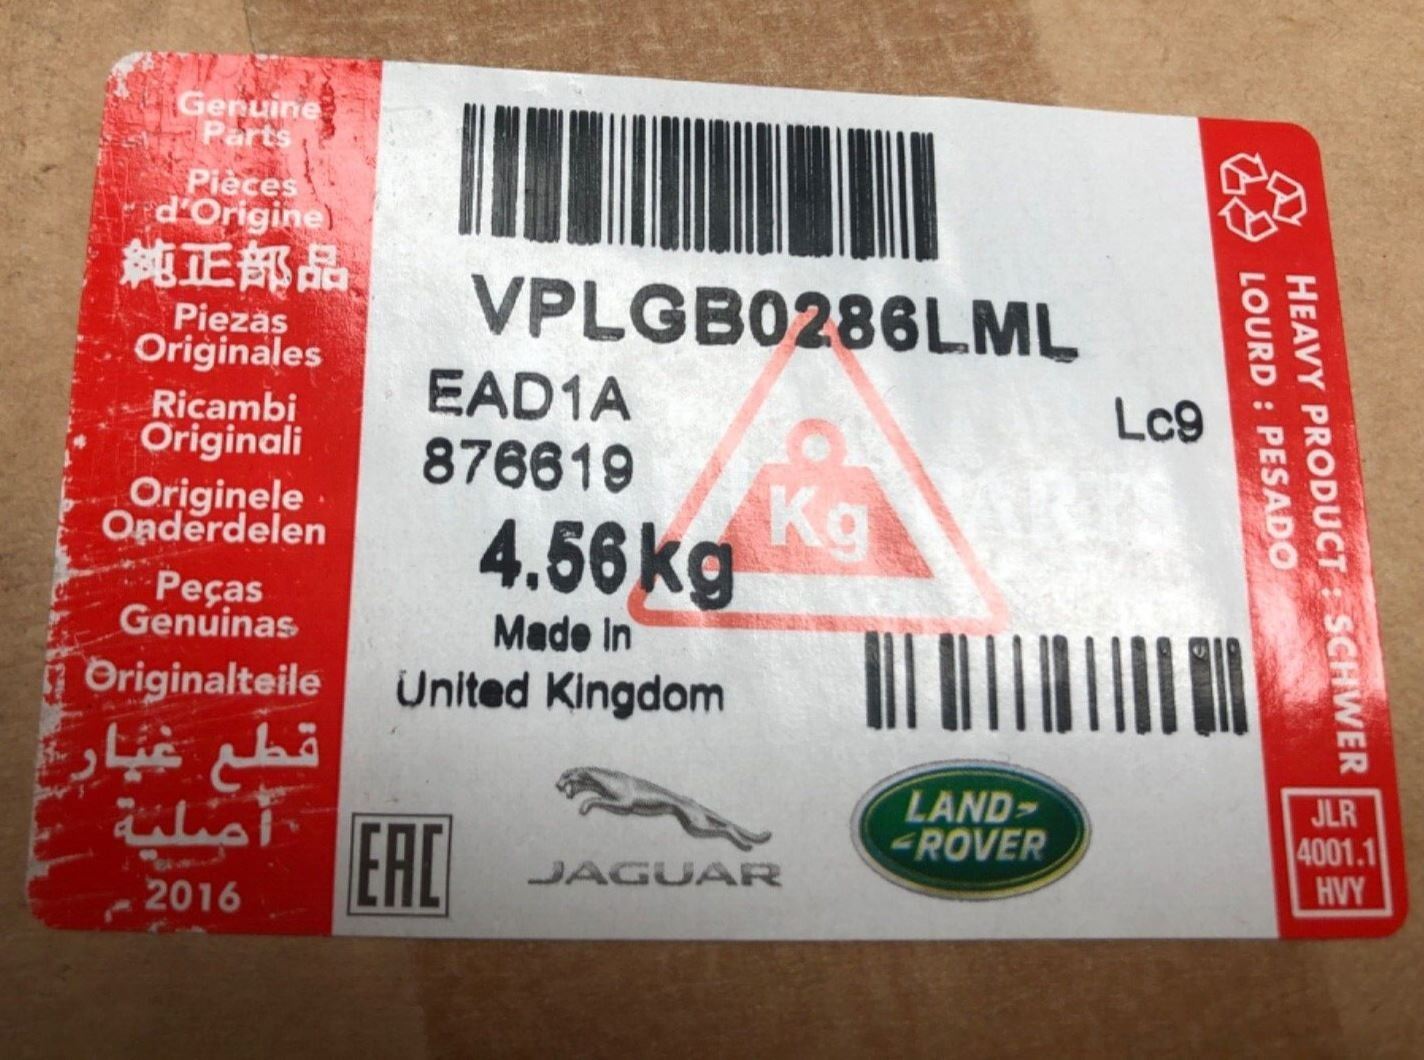 Genuine
Parts
Pièces
d'Origine
純正部品
Piezas
Originales
Ricambi
Originali
Originele
Onderdelen
Peças
Genuinas
Originalteile
قطع غيار
أصلية
2016
VPLGB0286LML
EAD1A
Lc9
876619
4.56kg
Kg
Made in
United Kingdom
EAC
JAGUAR
LAND-
-ROVER
HEAVY PRODUCT : SCHWER
LOURD : PESADO
JLR
4001.1
HVY